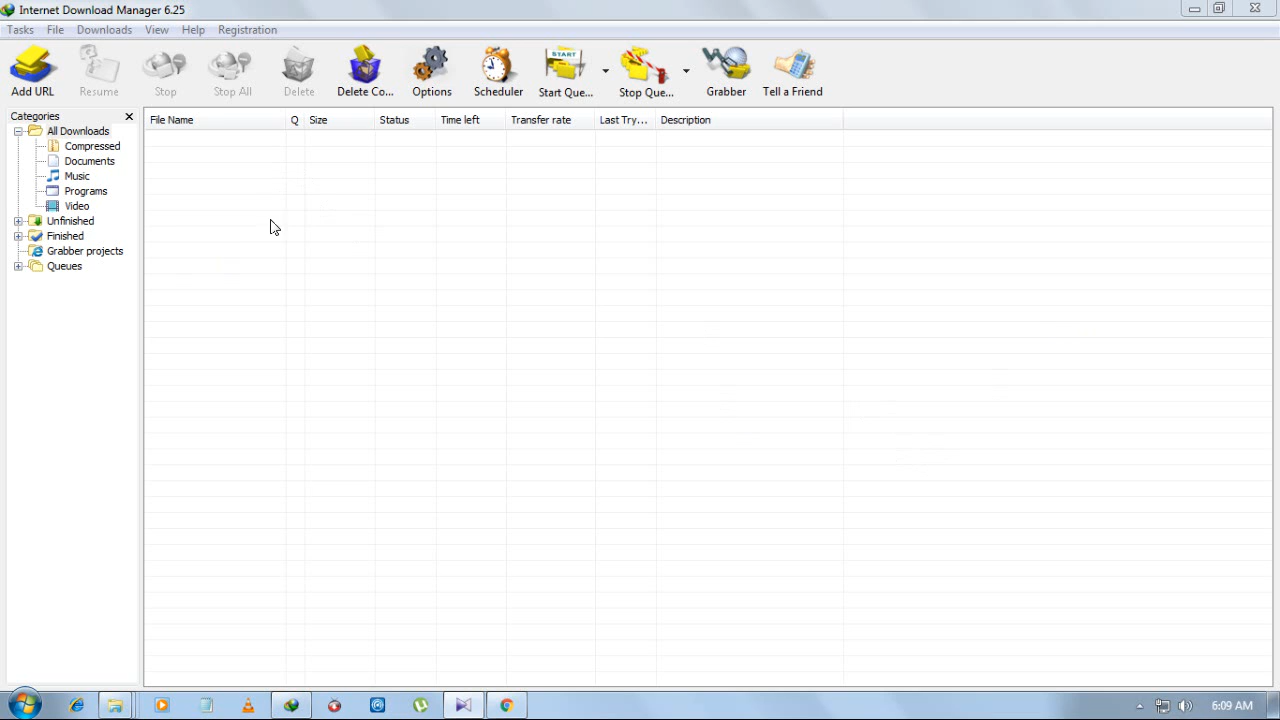 Internet Download Manager 6.25
Tasks File Downloads View Help Registration
START
Add URL Resume Stop Stop All Delete Delete Co... Options Scheduler Start Que... Stop Que... Grabber Tell a Friend
Categories
File Name Q Size Status Time left Transfer rate Last Try... Description
All Downloads
Compressed
Documents
Music
Programs
Video
Unfinished
Finished
Grabber projects
Queues
6:09 AM